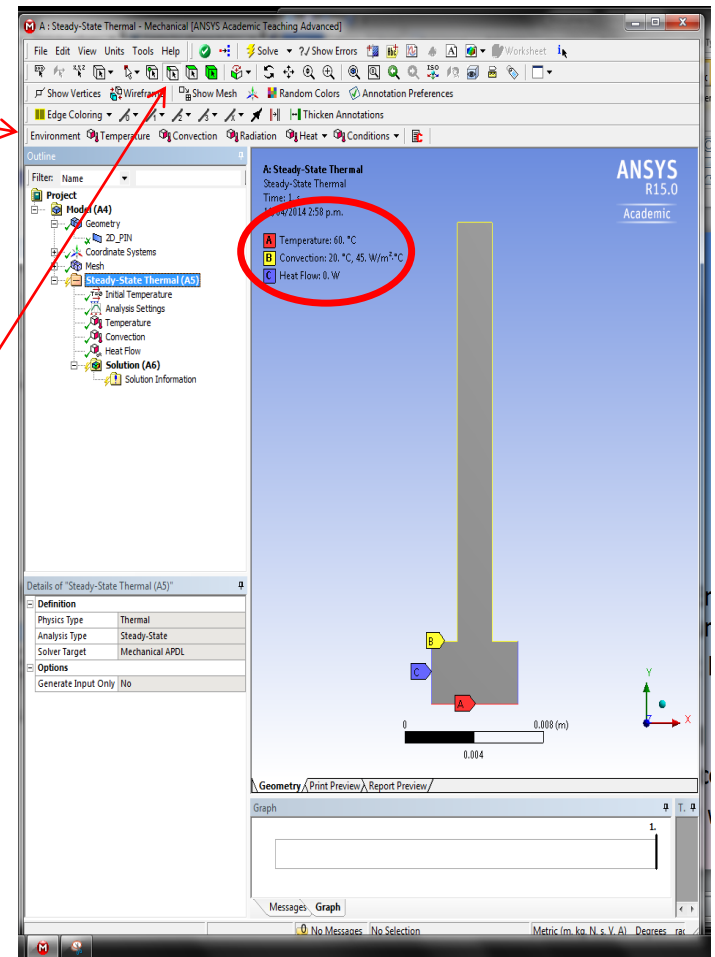 A : Steady-State Thermal - Mechanical [ANSYS Academic Teaching Advanced]
File Edit View Units Tools Help Solve ?/ Show Errors Worksheet
Show Vertices Wireframe Show Mesh Random Colors Annotation Preferences
Edge Coloring Thicken Annotations
Environment Temperature Convection Radiation Heat Conditions
Outline
Filter: Name
Project
Model (A4)
Geometry
2D_PIN
Coordinate Systems
Mesh
Steady-State Thermal (A5)
Initial Temperature
Analysis Settings
Temperature
Convection
Heat Flow
Solution (A6)
Solution Information
Details of "Steady-State Thermal (A5)"
Definition
Physics Type Thermal
Analysis Type Steady-State
Solver Target Mechanical APDL
Options
Generate Input Only No
A: Steady-State Thermal
Steady-State Thermal
Time: 1. s
2014 2:58 p.m.
A Temperature: 60. °C
B Convection: 20. °C, 45. W/m²·°C
C Heat Flow: 0. W
ANSYS
R15.0
Academic
B
C
A
Y
X
Z
0 0.008 (m)
0.004
Geometry Print Preview Report Preview
Graph
T.
1.
Messages Graph
No Messages No Selection Metric (m, kg, N, s, V, A) Degrees